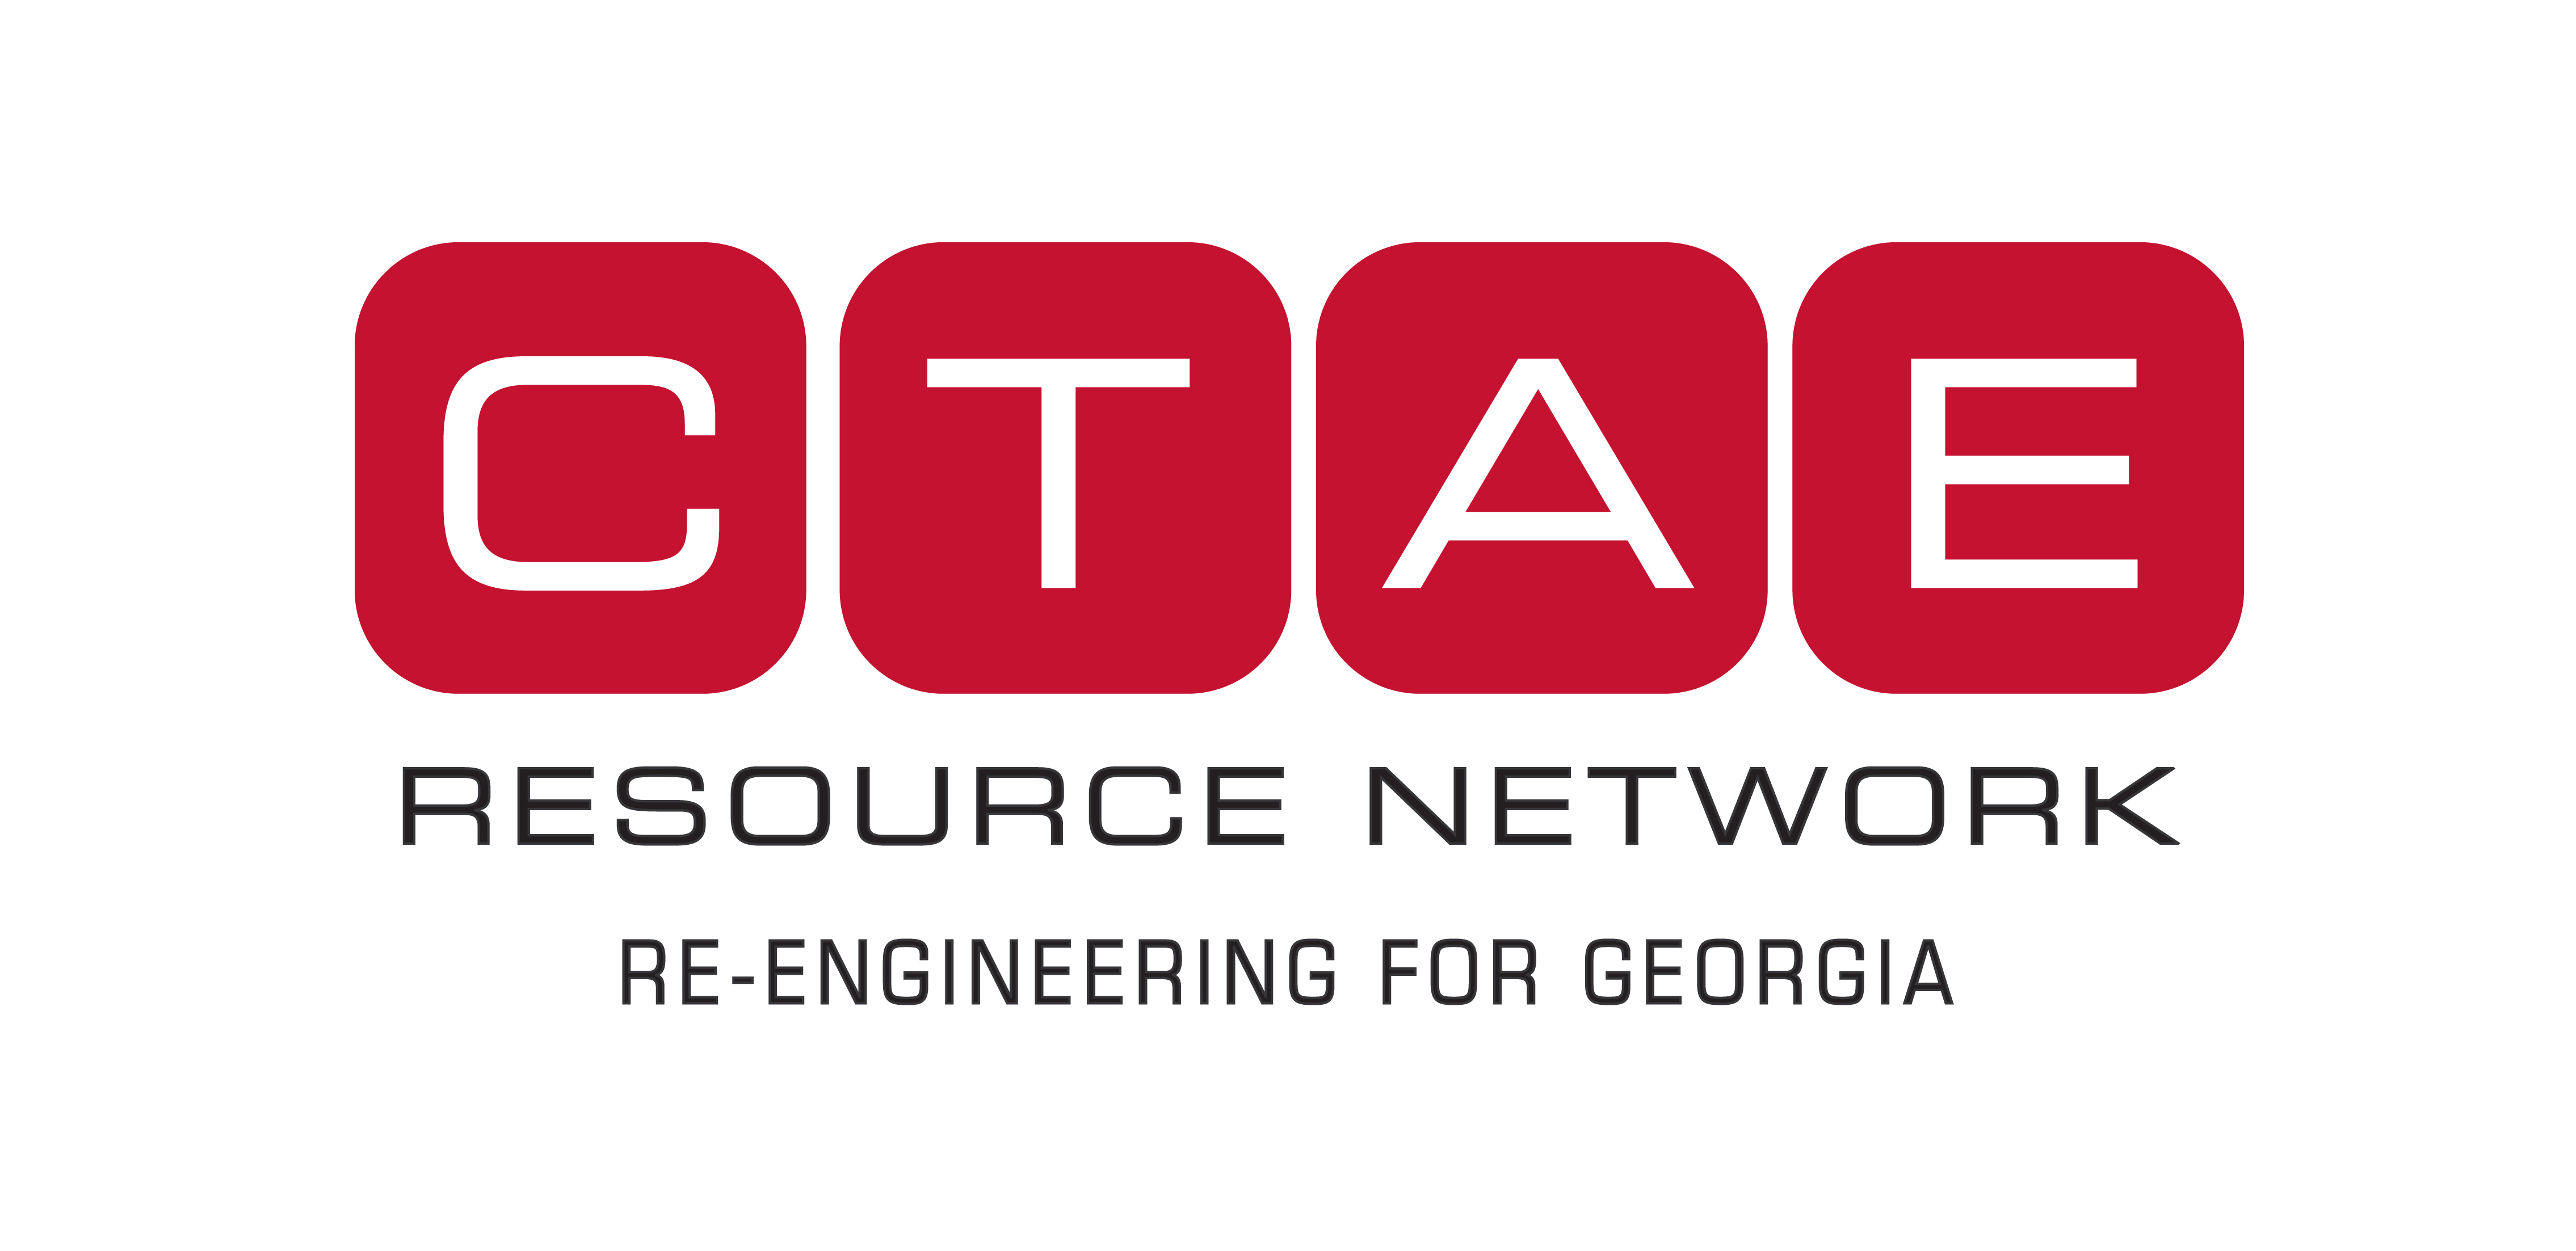 CTAE
RESOURCE NETWORK
RE-ENGINEERING FOR GEORGIA